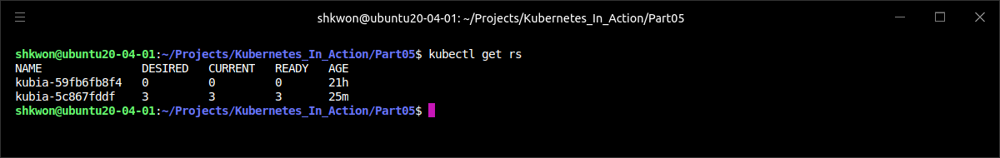 shkwon@ubuntu20-04-01: ~/Projects/Kubernetes_In_Action/Part05
shkwon@ubuntu20-04-01:~/Projects/Kubernetes_In_Action/Part05$ kubectl get rs
NAME               DESIRED   CURRENT   READY   AGE
kubia-59fb6fb8f4   0         0         0       21h
kubia-5c867fddf    3         3         3       25m
shkwon@ubuntu20-04-01:~/Projects/Kubernetes_In_Action/Part05$